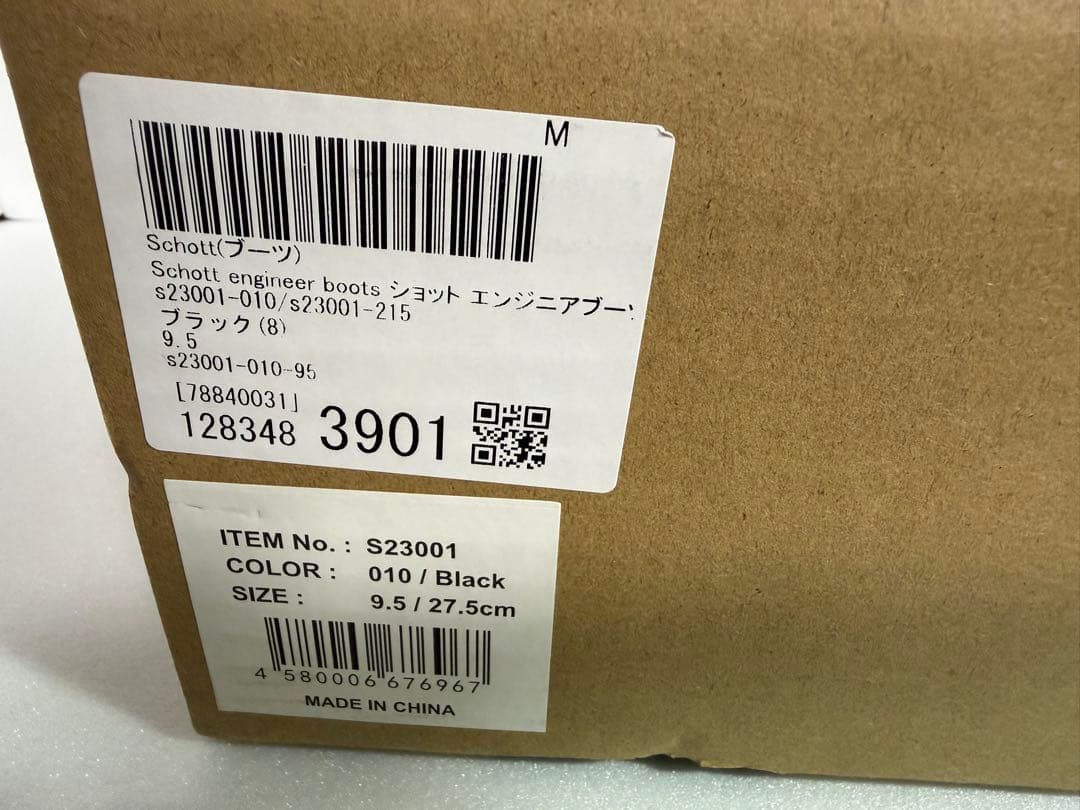 M
Schott(ブーツ)
Schott engineer boots ショット エンジニアブー
s23001-010/s23001-215
ブラック(8)
9.5
s23001-010-95
[78840031]
128348 3901
ITEM No. : S23001
COLOR : 010 / Black
SIZE : 9.5 / 27.5cm
4 580006 676967
MADE IN CHINA